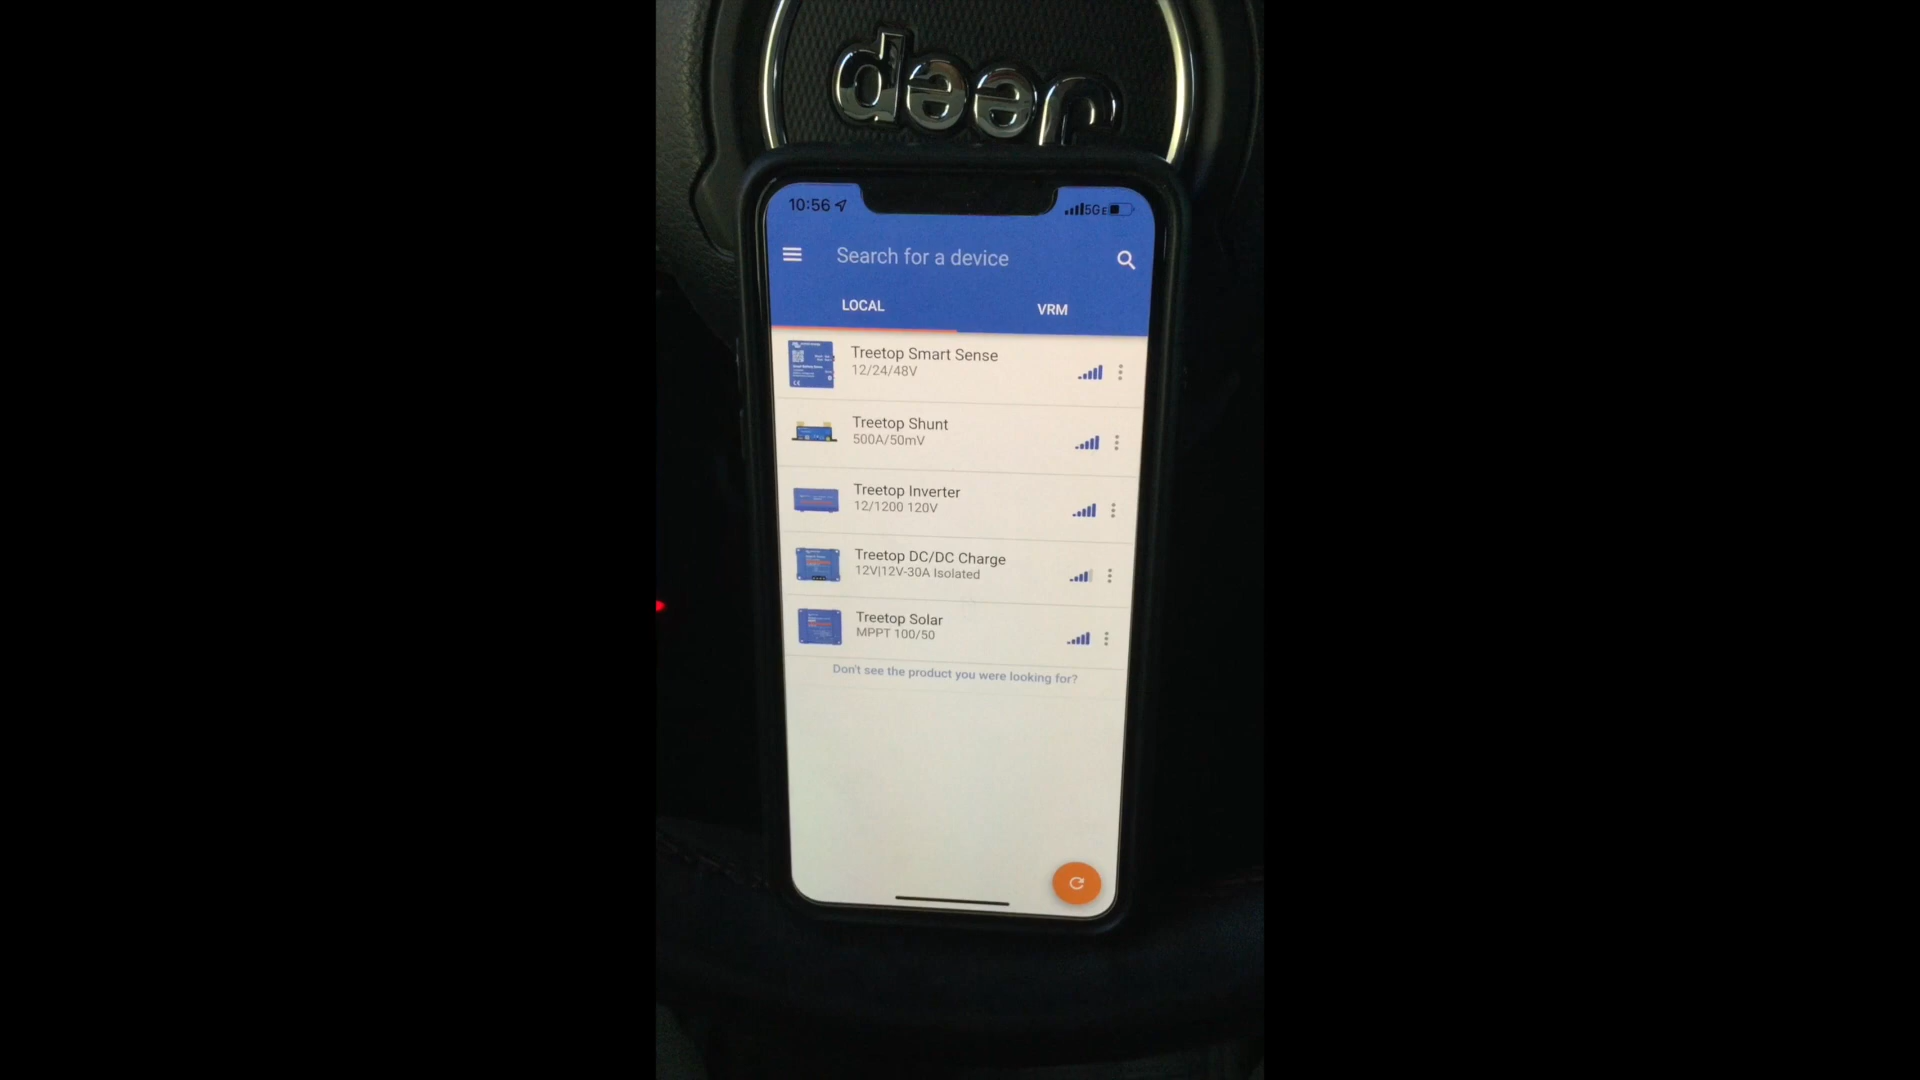 Jeep
10:56
5GE
Search for a device
LOCAL
VRM
Treetop Smart Sense
12/24/48V
Treetop Shunt
500A/50mV
Treetop Inverter
12/1200 120V
Treetop DC/DC Charge
12V|12V-30A Isolated
Treetop Solar
MPPT 100/50
Don't see the product you were looking for?